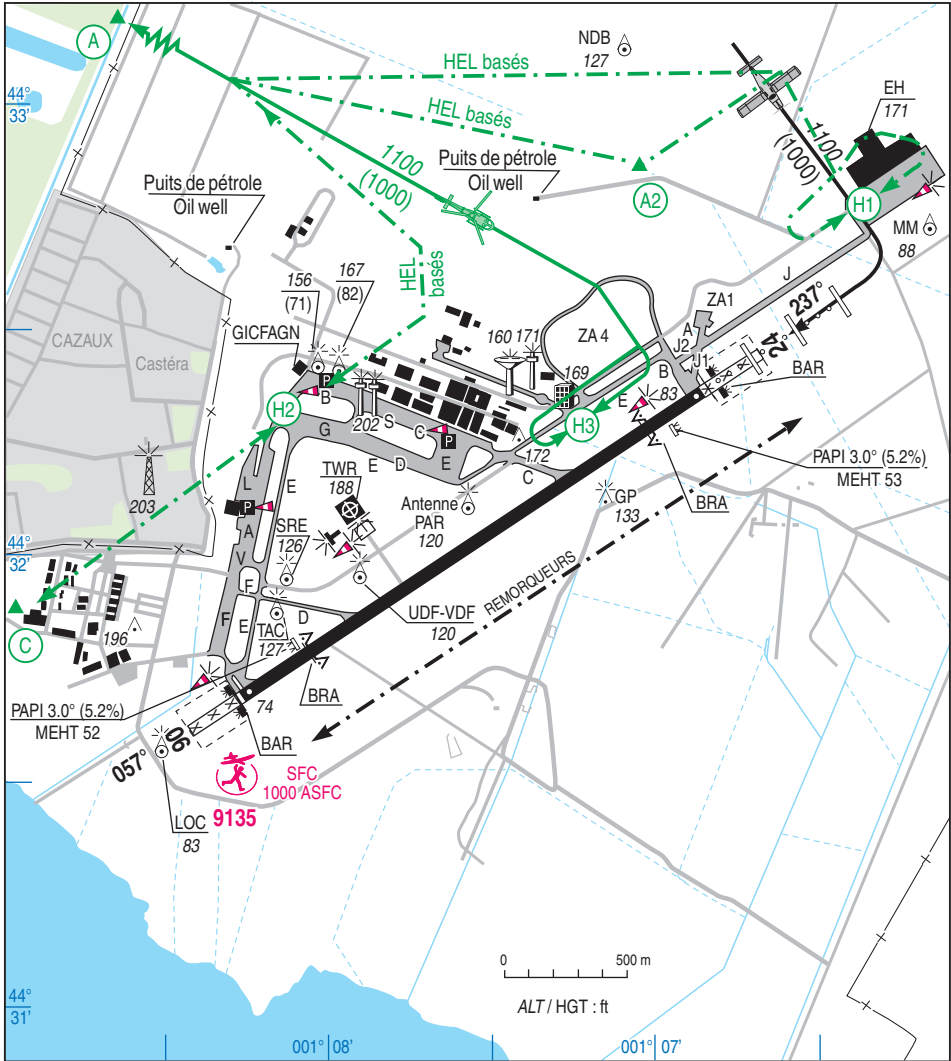 A
NDB
127
HEL basés
EH
171
44°
33'
HEL basés
1100
(1000)
1100
(1000)
Puits de pétrole
Oil well
Puits de pétrole
Oil well
A2
H1
MM
88
HEL
basés
156
(71)
167
(82)
J
ZA1
237°
GICFAGN
CAZAUX
Castéra
160
171
ZA 4
A
J2
24
J1
169
B
BAR
P
B
E
83
H2
202
S
C
P
H3
G
E
D
E
172
C
PAPI 3.0° (5.2%)
MEHT 53
L
E
TWR
188
203
Antenne
PAR
120
GP
133
BRA
P
SRE
126
A
44°
32'
V
REMORQUEURS
F
UDF-VDF
120
C
F
E
TAC
127
D
196
BRA
PAPI 3.0° (5.2%)
MEHT 52
74
BAR
06
057°
SFC
1000 ASFC
9135
LOC
83
0 500 m
ALT / HGT : ft
44°
31'
001° 08'
001° 07'